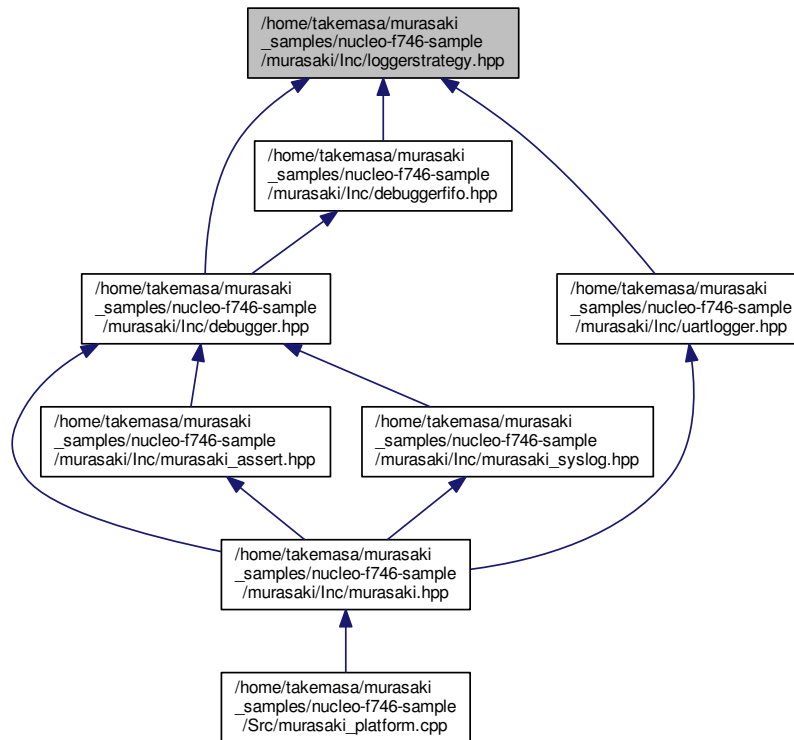 /home/takemasa/murasaki
_samples/nucleo-f746-sample
/murasaki/Inc/loggerstrategy.hpp
/home/takemasa/murasaki
_samples/nucleo-f746-sample
/murasaki/Inc/debuggerfifo.hpp
/home/takemasa/murasaki
_samples/nucleo-f746-sample
/murasaki/Inc/debugger.hpp
/home/takemasa/murasaki
_samples/nucleo-f746-sample
/murasaki/Inc/uartlogger.hpp
/home/takemasa/murasaki
_samples/nucleo-f746-sample
/murasaki/Inc/murasaki_assert.hpp
/home/takemasa/murasaki
_samples/nucleo-f746-sample
/murasaki/Inc/murasaki_syslog.hpp
/home/takemasa/murasaki
_samples/nucleo-f746-sample
/murasaki/Inc/murasaki.hpp
/home/takemasa/murasaki
_samples/nucleo-f746-sample
/Src/murasaki_platform.cpp